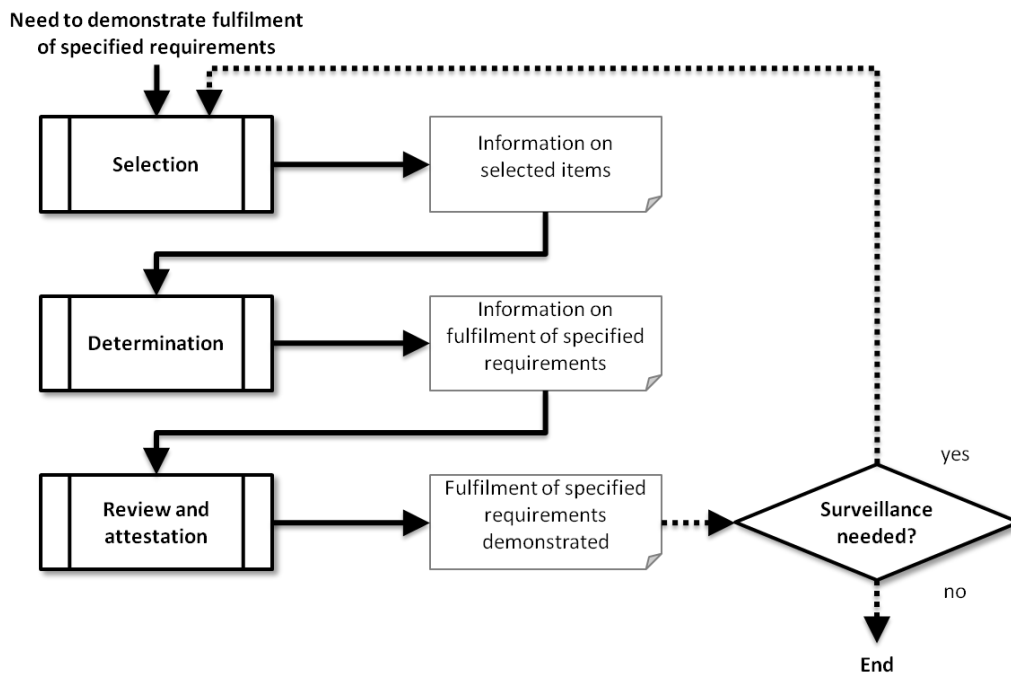 Need to demonstrate fulfilment
of specified requirements
Selection
Information on
selected items
Determination
Information on
fulfilment of specified
requirements
Review and
attestation
Fulfilment of specified
requirements
demonstrated
Surveillance
needed?
yes
no
End